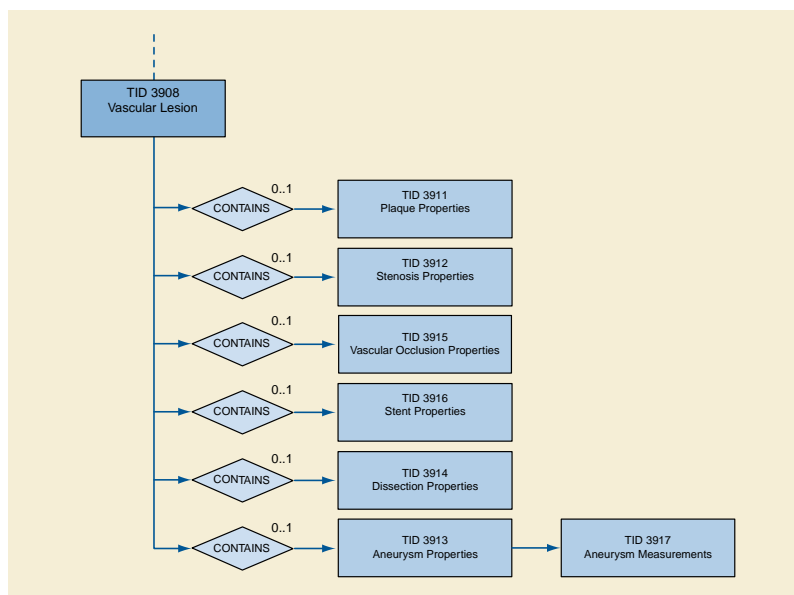 TID 3908
Vascular Lesion
0..1
CONTAINS
TID 3911
Plaque Properties
0..1
CONTAINS
TID 3912
Stenosis Properties
0..1
CONTAINS
TID 3915
Vascular Occlusion Properties
0..1
CONTAINS
TID 3916
Stent Properties
0..1
CONTAINS
TID 3914
Dissection Properties
0..1
CONTAINS
TID 3913
Aneurysm Properties
TID 3917
Aneurysm Measurements